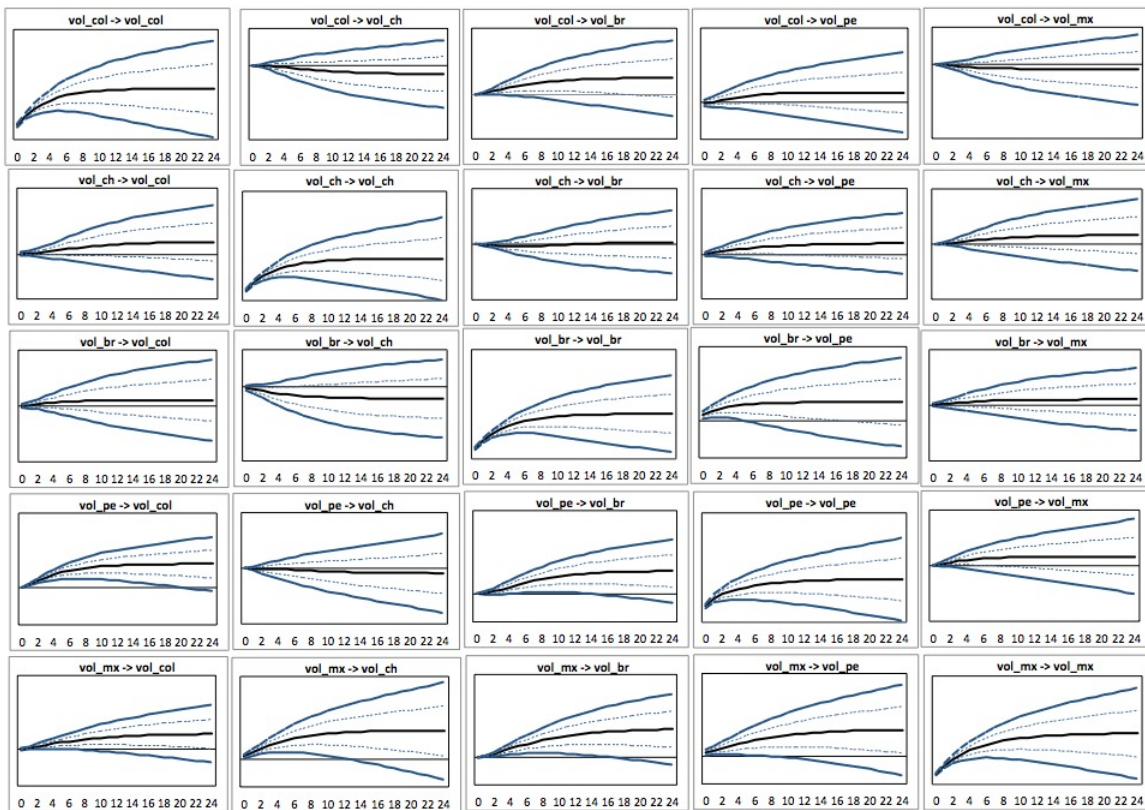 vol_col -> vol_col vol_col -> vol_ch vol_col -> vol_br vol_col -> vol_pe vol_col -> vol_mx
0 2 4 6 8 10 12 14 16 18 20 22 24 0 2 4 6 8 10 12 14 16 18 20 22 24 0 2 4 6 8 10 12 14 16 18 20 22 24 0 2 4 6 8 10 12 14 16 18 20 22 24 0 2 4 6 8 10 12 14 16 18 20 22 24
vol_ch -> vol_col vol_ch -> vol_ch vol_ch -> vol_br vol_ch -> vol_pe vol_ch -> vol_mx
0 2 4 6 8 10 12 14 16 18 20 22 24 0 2 4 6 8 10 12 14 16 18 20 22 24 0 2 4 6 8 10 12 14 16 18 20 22 24 0 2 4 6 8 10 12 14 16 18 20 22 24 0 2 4 6 8 10 12 14 16 18 20 22 24
vol_br -> vol_col vol_br -> vol_ch vol_br -> vol_br vol_br -> vol_pe vol_br -> vol_mx
0 2 4 6 8 10 12 14 16 18 20 22 24 0 2 4 6 8 10 12 14 16 18 20 22 24 0 2 4 6 8 10 12 14 16 18 20 22 24 0 2 4 6 8 10 12 14 16 18 20 22 24 0 2 4 6 8 10 12 14 16 18 20 22 24
vol_pe -> vol_col vol_pe -> vol_ch vol_pe -> vol_br vol_pe -> vol_pe vol_pe -> vol_mx
0 2 4 6 8 10 12 14 16 18 20 22 24 0 2 4 6 8 10 12 14 16 18 20 22 24 0 2 4 6 8 10 12 14 16 18 20 22 24 0 2 4 6 8 10 12 14 16 18 20 22 24 0 2 4 6 8 10 12 14 16 18 20 22 24
vol_mx -> vol_col vol_mx -> vol_ch vol_mx -> vol_br vol_mx -> vol_pe vol_mx -> vol_mx
0 2 4 6 8 10 12 14 16 18 20 22 24 0 2 4 6 8 10 12 14 16 18 20 22 24 0 2 4 6 8 10 12 14 16 18 20 22 24 0 2 4 6 8 10 12 14 16 18 20 22 24 0 2 4 6 8 10 12 14 16 18 20 22 24